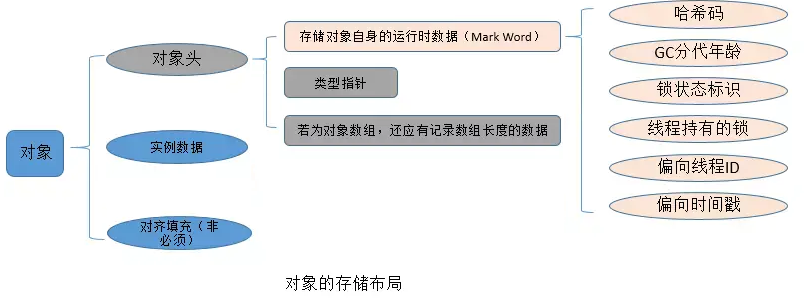 对象
对象头
实例数据
对齐填充（非
必须）
存储对象自身的运行时数据（Mark Word）
类型指针
若为对象数组，还应有记录数组长度的数据
哈希码
GC分代年龄
锁状态标识
线程持有的锁
偏向线程ID
偏向时间戳
对象的存储布局